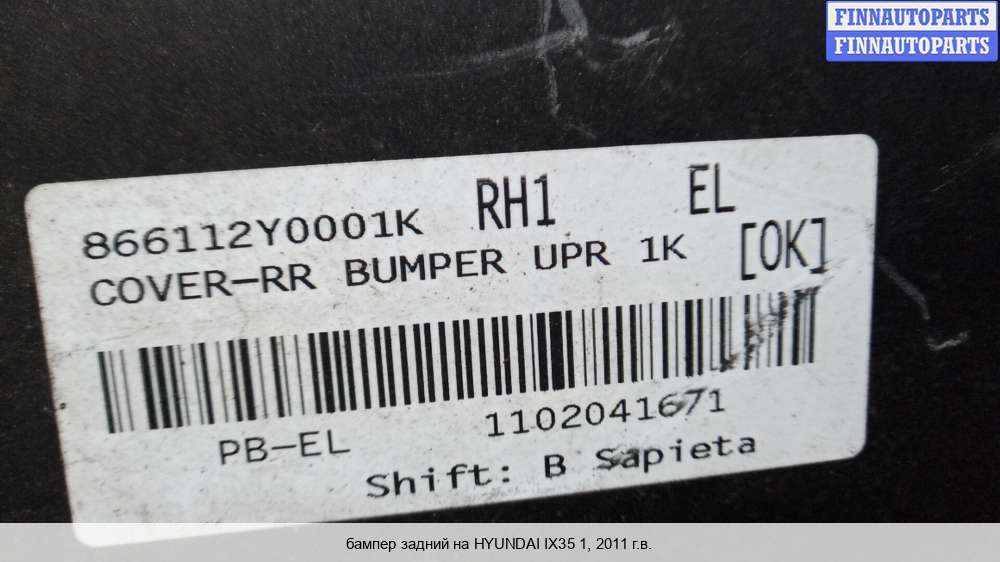 FINNAUTOPARTS
FINNAUTOPARTS
866112Y0001K RH1 EL
COVER-RR BUMPER UPR 1K [OK]
PB-EL 1102041671
Shift: B Sapieta
бампер задний на HYUNDAI IX35 1, 2011 г.в.